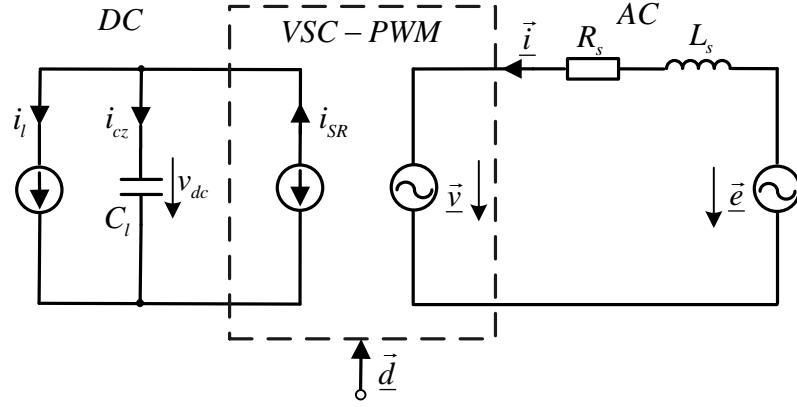 DC
VSC – PWM
AC
i⃗
R_s
L_s
i_l
i_cz
i_SR
v_dc
C_l
v⃗
e⃗
d⃗